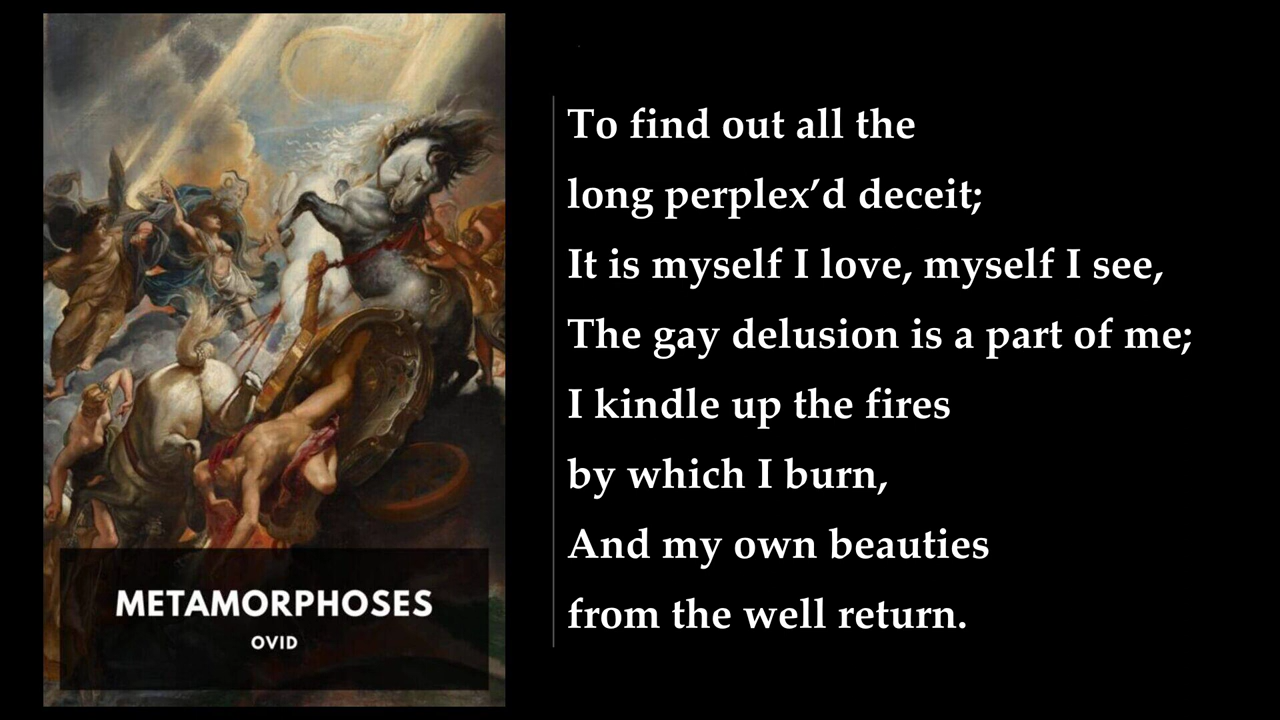 METAMORPHOSES
OVID
To find out all the
long perplex’d deceit;
It is myself I love, myself I see,
The gay delusion is a part of me;
I kindle up the fires
by which I burn,
And my own beauties
from the well return.